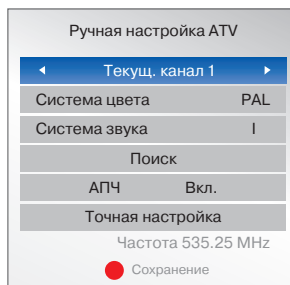 Ручная настройка ATV
Текущ. канал 1
Система цвета PAL
Система звука I
Поиск
АПЧ Вкл.
Точная настройка
Частота 535.25 MHz
Сохранение